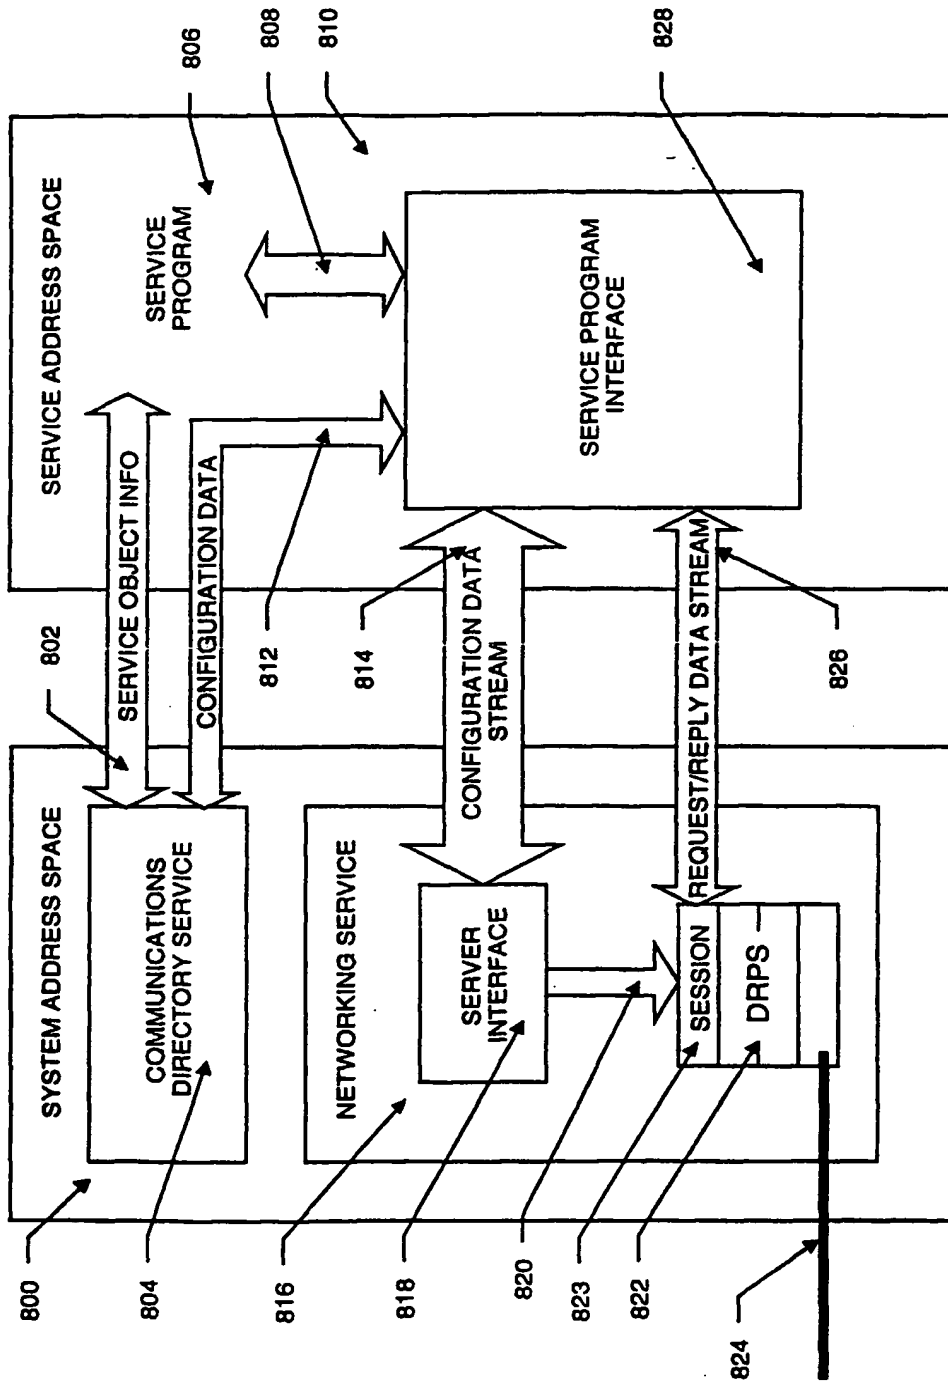 SYSTEM ADDRESS SPACE
SERVICE ADDRESS SPACE
800
802
804
COMMUNICATIONS
DIRECTORY SERVICE
SERVICE OBJECT INFO
CONFIGURATION DATA
SERVICE
PROGRAM
806
808
810
812
814
816
NETWORKING SERVICE
818
SERVER
INTERFACE
CONFIGURATION DATA
STREAM
SERVICE PROGRAM
INTERFACE
820
823
822
SESSION
DRPS
REQUEST/REPLY DATA STREAM
824
826
828